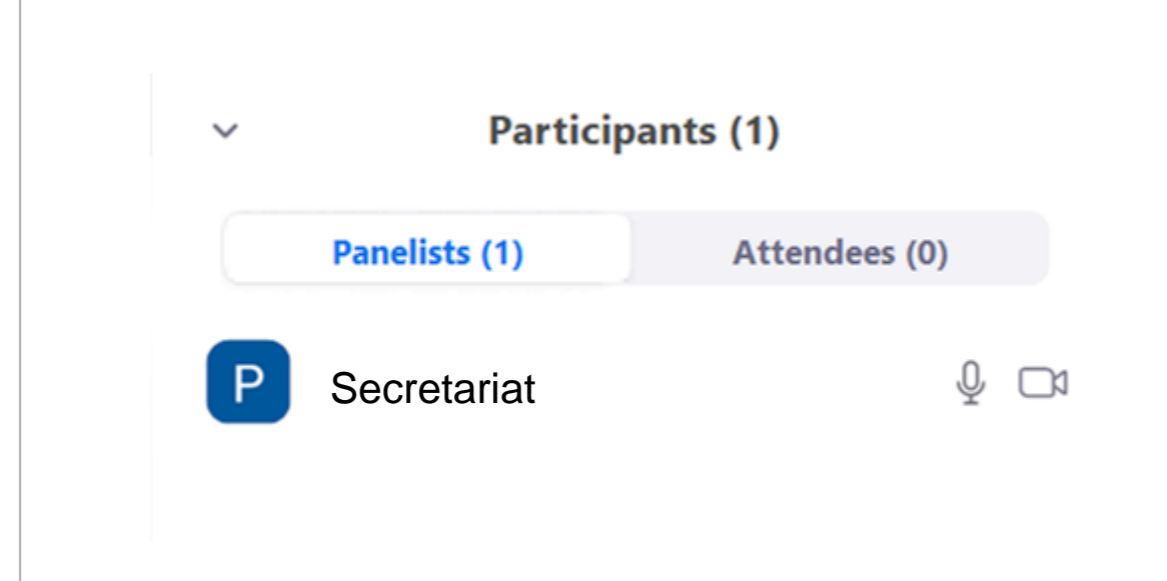 Participants (1)
Panelists (1) Attendees (0)
P Secretariat